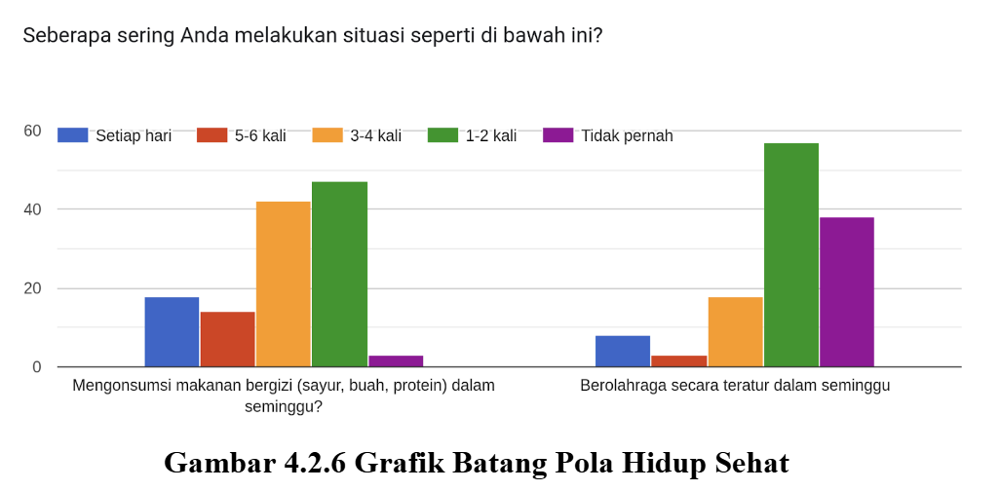 Seberapa sering Anda melakukan situasi seperti di bawah ini?
60
Setiap hari 5-6 kali 3-4 kali 1-2 kali Tidak pernah
40
20
0
Mengonsumsi makanan bergizi (sayur, buah, protein) dalam
seminggu?
Berolahraga secara teratur dalam seminggu
Gambar 4.2.6 Grafik Batang Pola Hidup Sehat